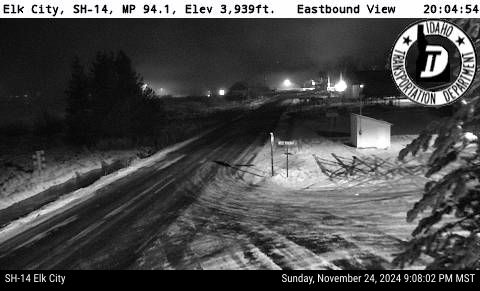 Elk City, SH-14, MP 94.1, Elev 3,939ft.   Eastbound View    20:04:54
IDAHO
TRANSPORTATION DEPARTMENT
SH-14 Elk City
Sunday, November 24, 2024 9:08:02 PM MST